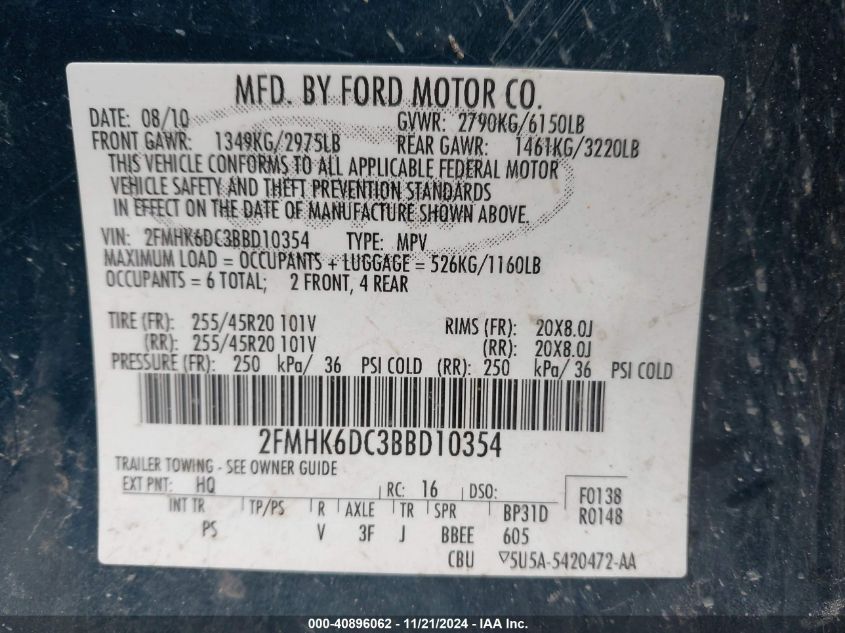 MFD. BY FORD MOTOR CO.
DATE: 08/10 GVWR: 2790KG/6150LB
FRONT GAWR: 1349KG/2975LB REAR GAWR: 1461KG/3220LB
THIS VEHICLE CONFORMS TO ALL APPLICABLE FEDERAL MOTOR
VEHICLE SAFETY AND THEFT PREVENTION STANDARDS
IN EFFECT ON THE DATE OF MANUFACTURE SHOWN ABOVE.
VIN: 2FMHK6DC3BBD10354 TYPE: MPV
MAXIMUM LOAD = OCCUPANTS + LUGGAGE = 526KG/1160LB
OCCUPANTS = 6 TOTAL; 2 FRONT, 4 REAR
TIRE (FR): 255/45R20 101V RIMS (FR): 20X8.0J
(RR): 255/45R20 101V (RR): 20X8.0J
PRESSURE (FR): 250 kPa/ 36 PSI COLD (RR): 250 kPa/ 36 PSI COLD
2FMHK6DC3BBD10354
TRAILER TOWING - SEE OWNER GUIDE
EXT PNT: HQ RC: 16 DSO: F0138
INT TR TP/PS R AXLE TR SPR BP31D R0148
PS V 3F J BBEE 605
CBU ▽5U5A-5420472-AA
000-40896062 - 11/21/2024 - IAA Inc.